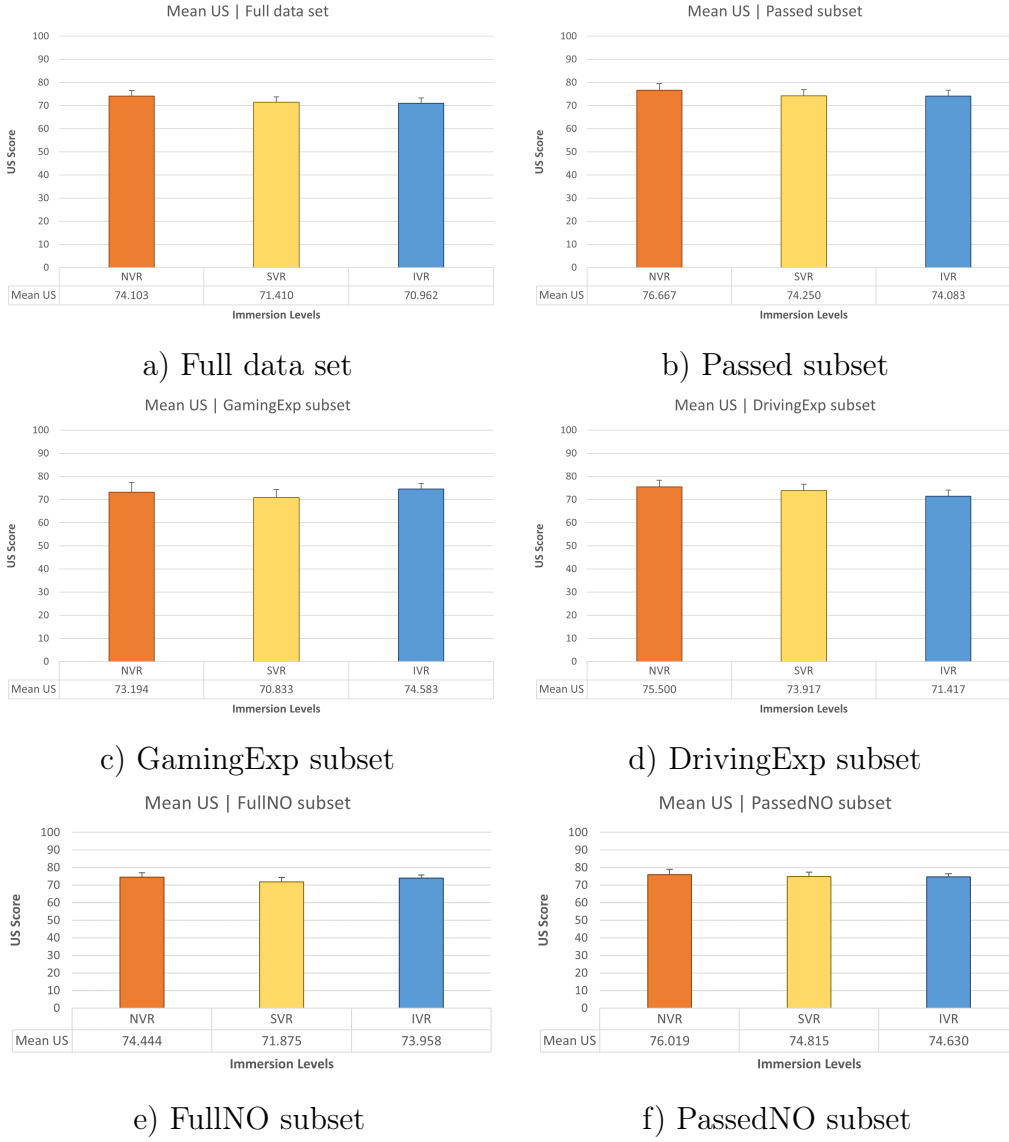 Mean US | Full data set
100
90
80
70
60
50
40
30
20
10
0
US Score
NVR SVR IVR
Mean US 74.103 71.410 70.962
Immersion Levels
a) Full data set
Mean US | Passed subset
100
90
80
70
60
50
40
30
20
10
0
US Score
NVR SVR IVR
Mean US 76.667 74.250 74.083
Immersion Levels
b) Passed subset
Mean US | GamingExp subset
100
90
80
70
60
50
40
30
20
10
0
US Score
NVR SVR IVR
Mean US 73.194 70.833 74.583
Immersion Levels
c) GamingExp subset
Mean US | DrivingExp subset
100
90
80
70
60
50
40
30
20
10
0
US Score
NVR SVR IVR
Mean US 75.500 73.917 71.417
Immersion Levels
d) DrivingExp subset
Mean US | FullNO subset
100
90
80
70
60
50
40
30
20
10
0
US Score
NVR SVR IVR
Mean US 74.444 71.875 73.958
Immersion Levels
e) FullNO subset
Mean US | PassedNO subset
100
90
80
70
60
50
40
30
20
10
0
US Score
NVR SVR IVR
Mean US 76.019 74.815 74.630
Immersion Levels
f) PassedNO subset